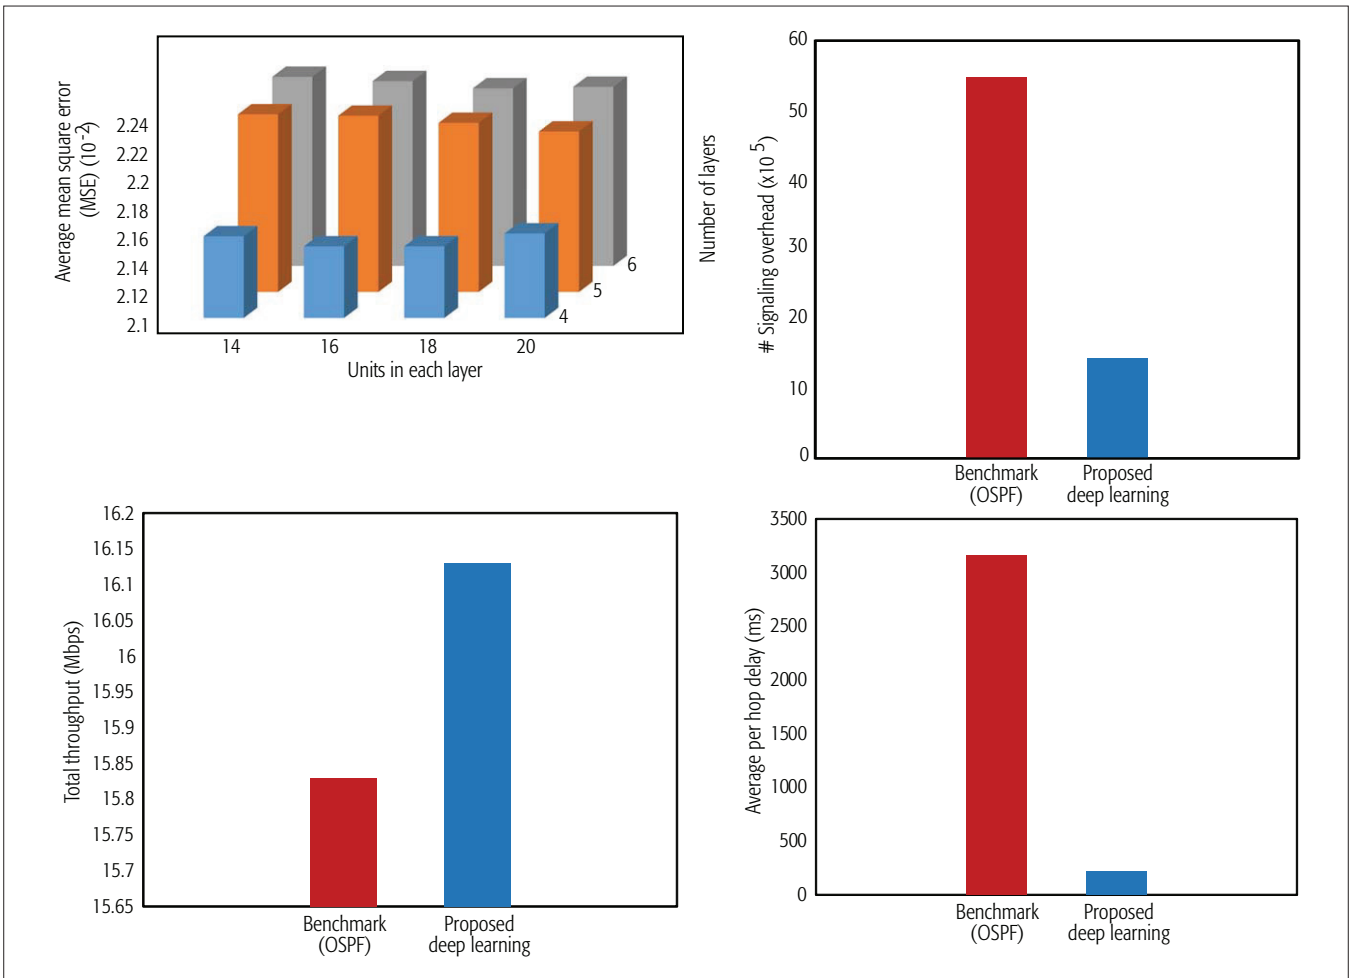 Average mean square error
(MSE) (10-2)
2.24
2.22
2.2
2.18
2.16
2.14
2.12
2.1
14
16
18
20
Units in each layer
4
5
6
Number of layers
# Signaling overhead (x10 5)
60
50
40
30
20
10
0
Benchmark
(OSPF)
Proposed
deep learning
Total throughput (Mbps)
16.2
16.15
16.1
16.05
16
15.95
15.9
15.85
15.8
15.75
15.7
15.65
Benchmark
(OSPF)
Proposed
deep learning
Average per hop delay (ms)
3500
3000
2500
2000
1500
1000
500
0
Benchmark
(OSPF)
Proposed
deep learning